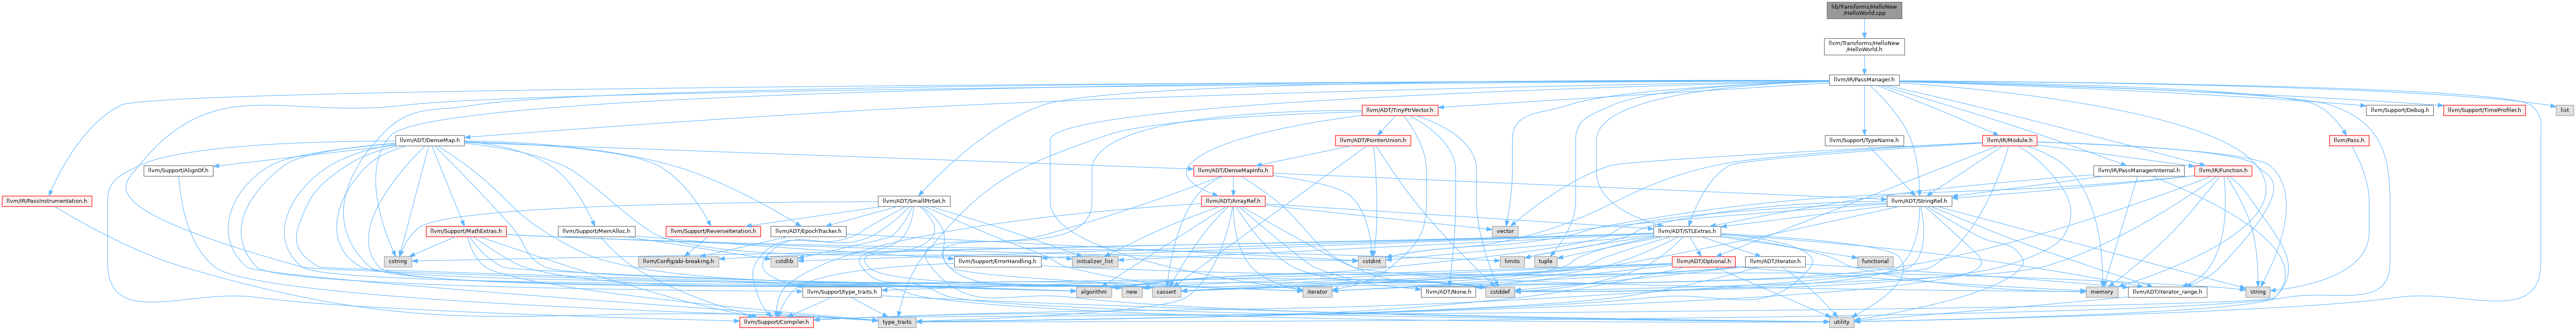 lib/Transforms/HelloNew
/HelloWorld.cpp
llvm/Transforms/HelloNew
/HelloWorld.h
llvm/IR/PassManager.h
llvm/ADT/TinyPtrVector.h
llvm/Support/Debug.h
llvm/Support/TimeProfiler.h
list
llvm/ADT/DenseMap.h
llvm/ADT/PointerUnion.h
llvm/Support/TypeName.h
llvm/IR/Module.h
llvm/Pass.h
llvm/Support/AlignOf.h
llvm/ADT/DenseMapInfo.h
llvm/IR/PassManagerInternal.h
llvm/IR/Function.h
llvm/IR/PassInstrumentation.h
llvm/ADT/SmallPtrSet.h
llvm/ADT/ArrayRef.h
llvm/ADT/StringRef.h
llvm/Support/MathExtras.h
llvm/Support/MemAlloc.h
llvm/Support/ReverseIteration.h
llvm/ADT/EpochTracker.h
vector
llvm/ADT/STLExtras.h
cstring
llvm/Config/abi-breaking.h
cstdlib
llvm/Support/ErrorHandling.h
initializer_list
cstdint
limits
tuple
llvm/ADT/Optional.h
llvm/ADT/iterator.h
functional
llvm/Support/type_traits.h
algorithm
new
cassert
iterator
llvm/ADT/None.h
cstddef
memory
llvm/ADT/iterator_range.h
string
llvm/Support/Compiler.h
type_traits
utility